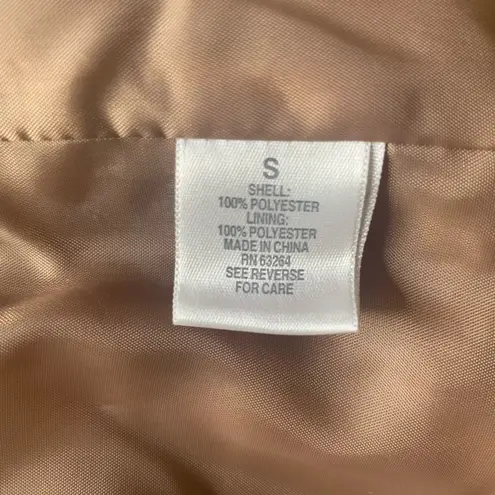 S
SHELL:
100% POLYESTER
LINING:
100% POLYESTER
MADE IN CHINA
RN 63264
SEE REVERSE
FOR CARE